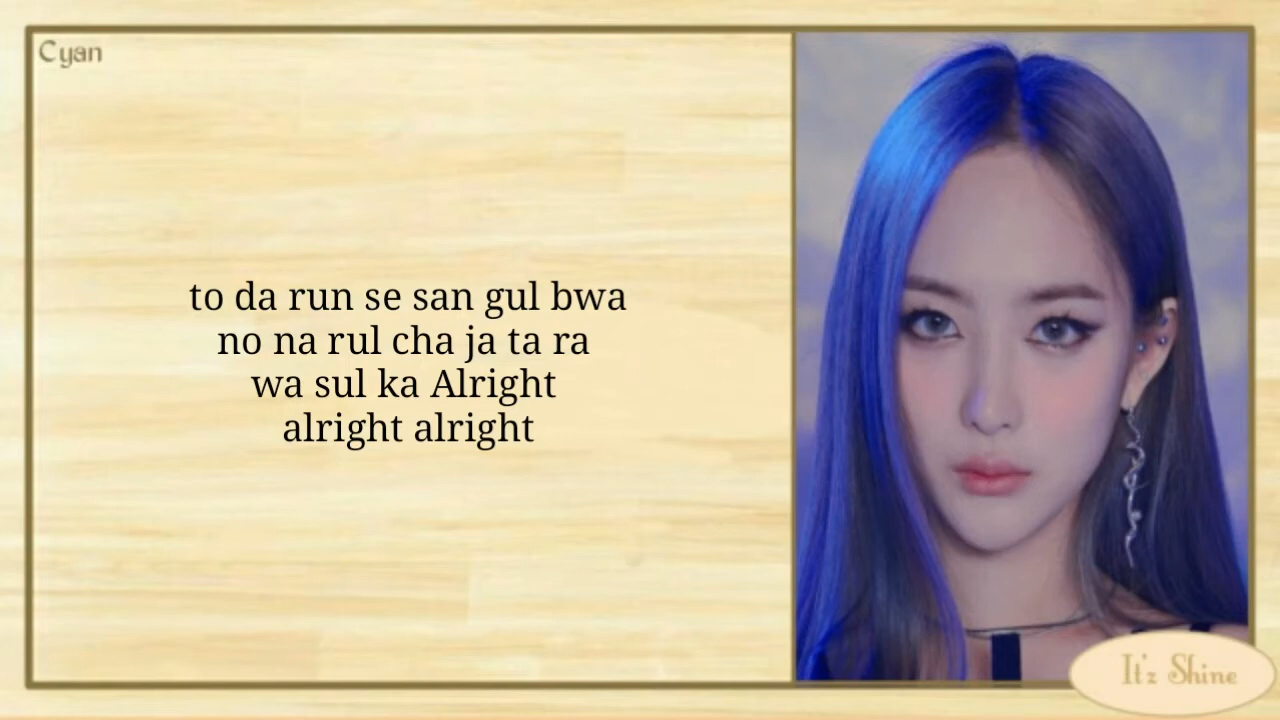 Cyan
to da run se san gul bwa
no na rul cha ja ta ra
wa sul ka Alright
alright alright
It'z Shine